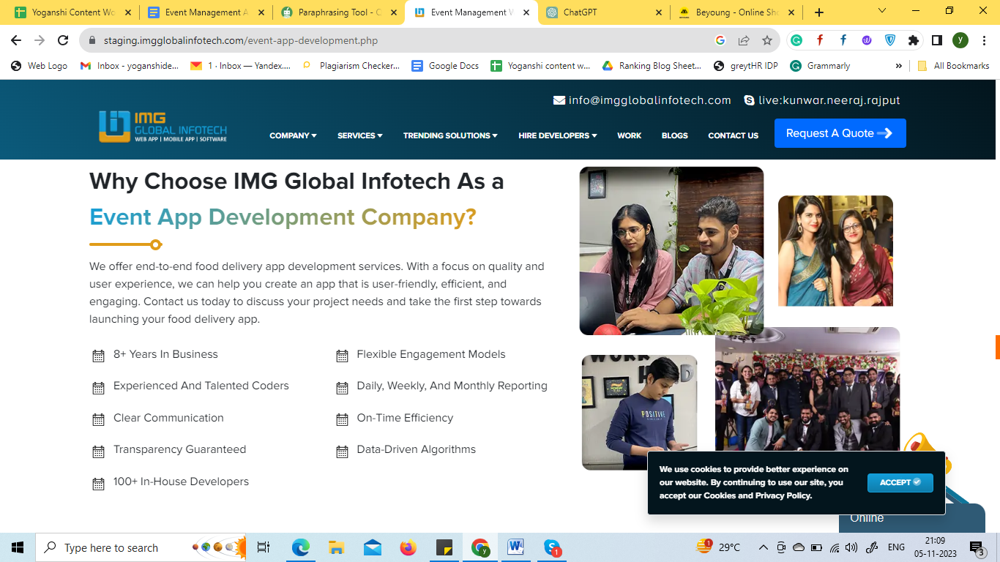 Yoganshi Content Wo
Event Management A
Paraphrasing Tool - Q
Event Management W
ChatGPT
Beyoung - Online Sho
staging.imgglobalinfotech.com/event-app-development.php
y
Web Logo
Inbox - yoganshide...
1 · Inbox — Yandex....
Plagiarism Checker...
Google Docs
Yoganshi content w...
Ranking Blog Sheet...
greytHR IDP
Grammarly
»
All Bookmarks
info@imgglobalinfotech.com
live:kunwar.neeraj.rajput
IMG
GLOBAL INFOTECH
WEB APP | MOBILE APP | SOFTWARE
COMPANY
SERVICES
TRENDING SOLUTIONS
HIRE DEVELOPERS
WORK
BLOGS
CONTACT US
Request A Quote
Why Choose IMG Global Infotech As a
Event App Development Company?
We offer end-to-end food delivery app development services. With a focus on quality and
user experience, we can help you create an app that is user-friendly, efficient, and
engaging. Contact us today to discuss your project needs and take the first step towards
launching your food delivery app.
8+ Years In Business
Flexible Engagement Models
Experienced And Talented Coders
Daily, Weekly, And Monthly Reporting
Clear Communication
On-Time Efficiency
Transparency Guaranteed
Data-Driven Algorithms
100+ In-House Developers
POSITIVE
We use cookies to provide better experience on
our website. By continuing to use our site, you
accept our Cookies and Privacy Policy.
ACCEPT
Online
Type here to search
y
1
1
29°C
ENG
21:09
05-11-2023
3